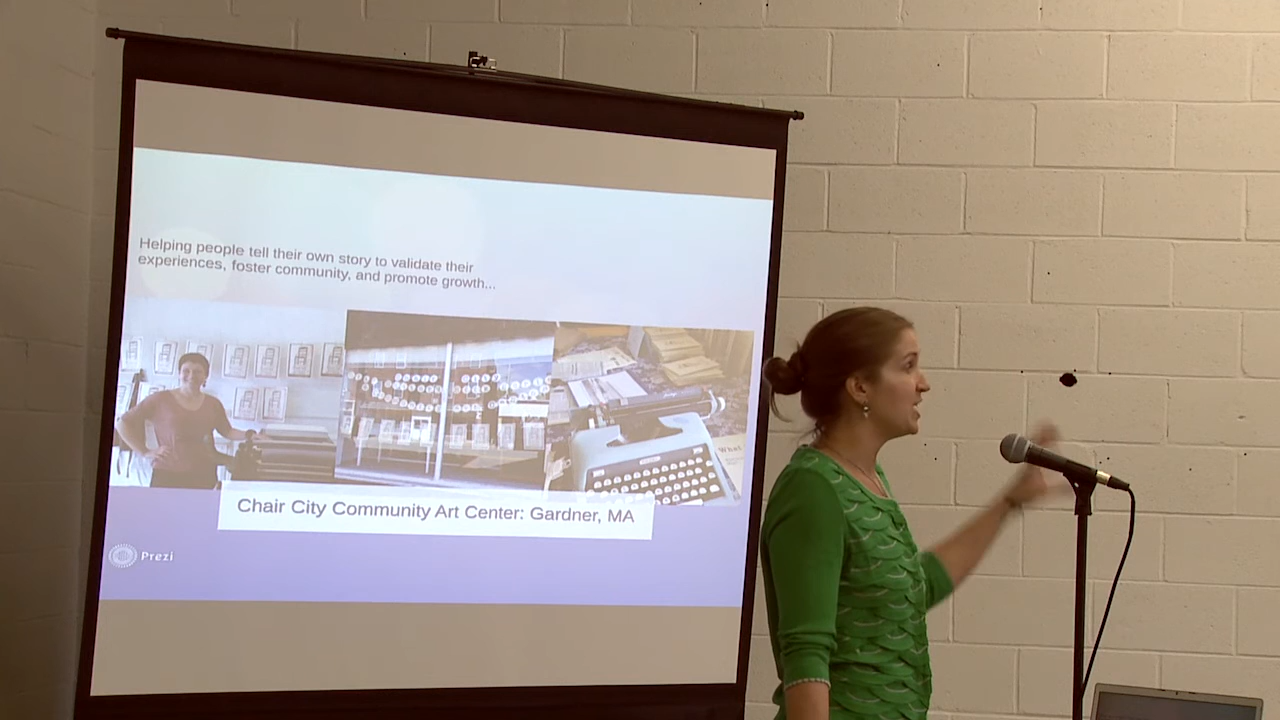 Helping people tell their own story to validate their
experiences, foster community, and promote growth...
What
Chair City Community Art Center: Gardner, MA
Prezi